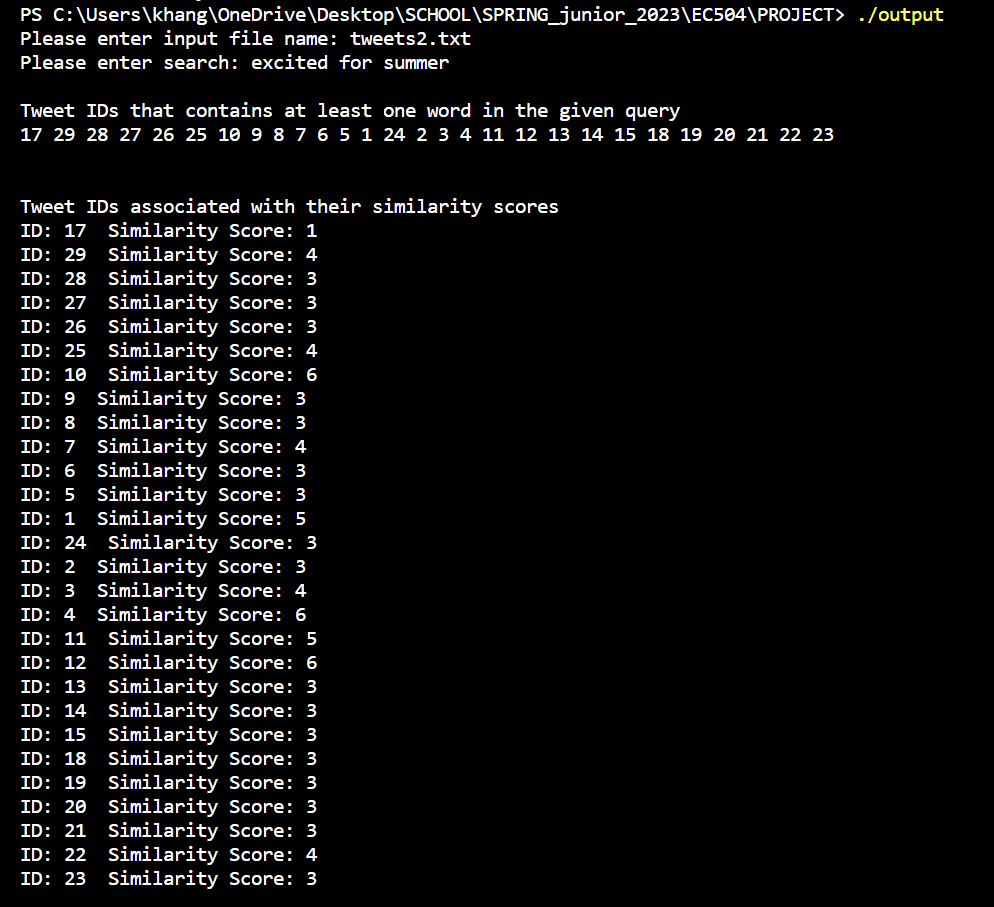 PS C:\Users\khang\OneDrive\Desktop\SCHOOL\SPRING_junior_2023\EC504\PROJECT> ./output
Please enter input file name: tweets2.txt
Please enter search: excited for summer
Tweet IDs that contains at least one word in the given query
17 29 28 27 26 25 10 9 8 7 6 5 1 24 2 3 4 11 12 13 14 15 18 19 20 21 22 23
Tweet IDs associated with their similarity scores
ID: 17  Similarity Score: 1
ID: 29  Similarity Score: 4
ID: 28  Similarity Score: 3
ID: 27  Similarity Score: 3
ID: 26  Similarity Score: 3
ID: 25  Similarity Score: 4
ID: 10  Similarity Score: 6
ID: 9  Similarity Score: 3
ID: 8  Similarity Score: 3
ID: 7  Similarity Score: 4
ID: 6  Similarity Score: 3
ID: 5  Similarity Score: 3
ID: 1  Similarity Score: 5
ID: 24  Similarity Score: 3
ID: 2  Similarity Score: 3
ID: 3  Similarity Score: 4
ID: 4  Similarity Score: 6
ID: 11  Similarity Score: 5
ID: 12  Similarity Score: 6
ID: 13  Similarity Score: 3
ID: 14  Similarity Score: 3
ID: 15  Similarity Score: 3
ID: 18  Similarity Score: 3
ID: 19  Similarity Score: 3
ID: 20  Similarity Score: 3
ID: 21  Similarity Score: 3
ID: 22  Similarity Score: 4
ID: 23  Similarity Score: 3